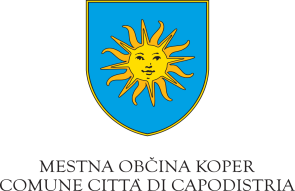 MESTNA OBČINA KOPER
COMUNE CITTÀ DI CAPODISTRIA